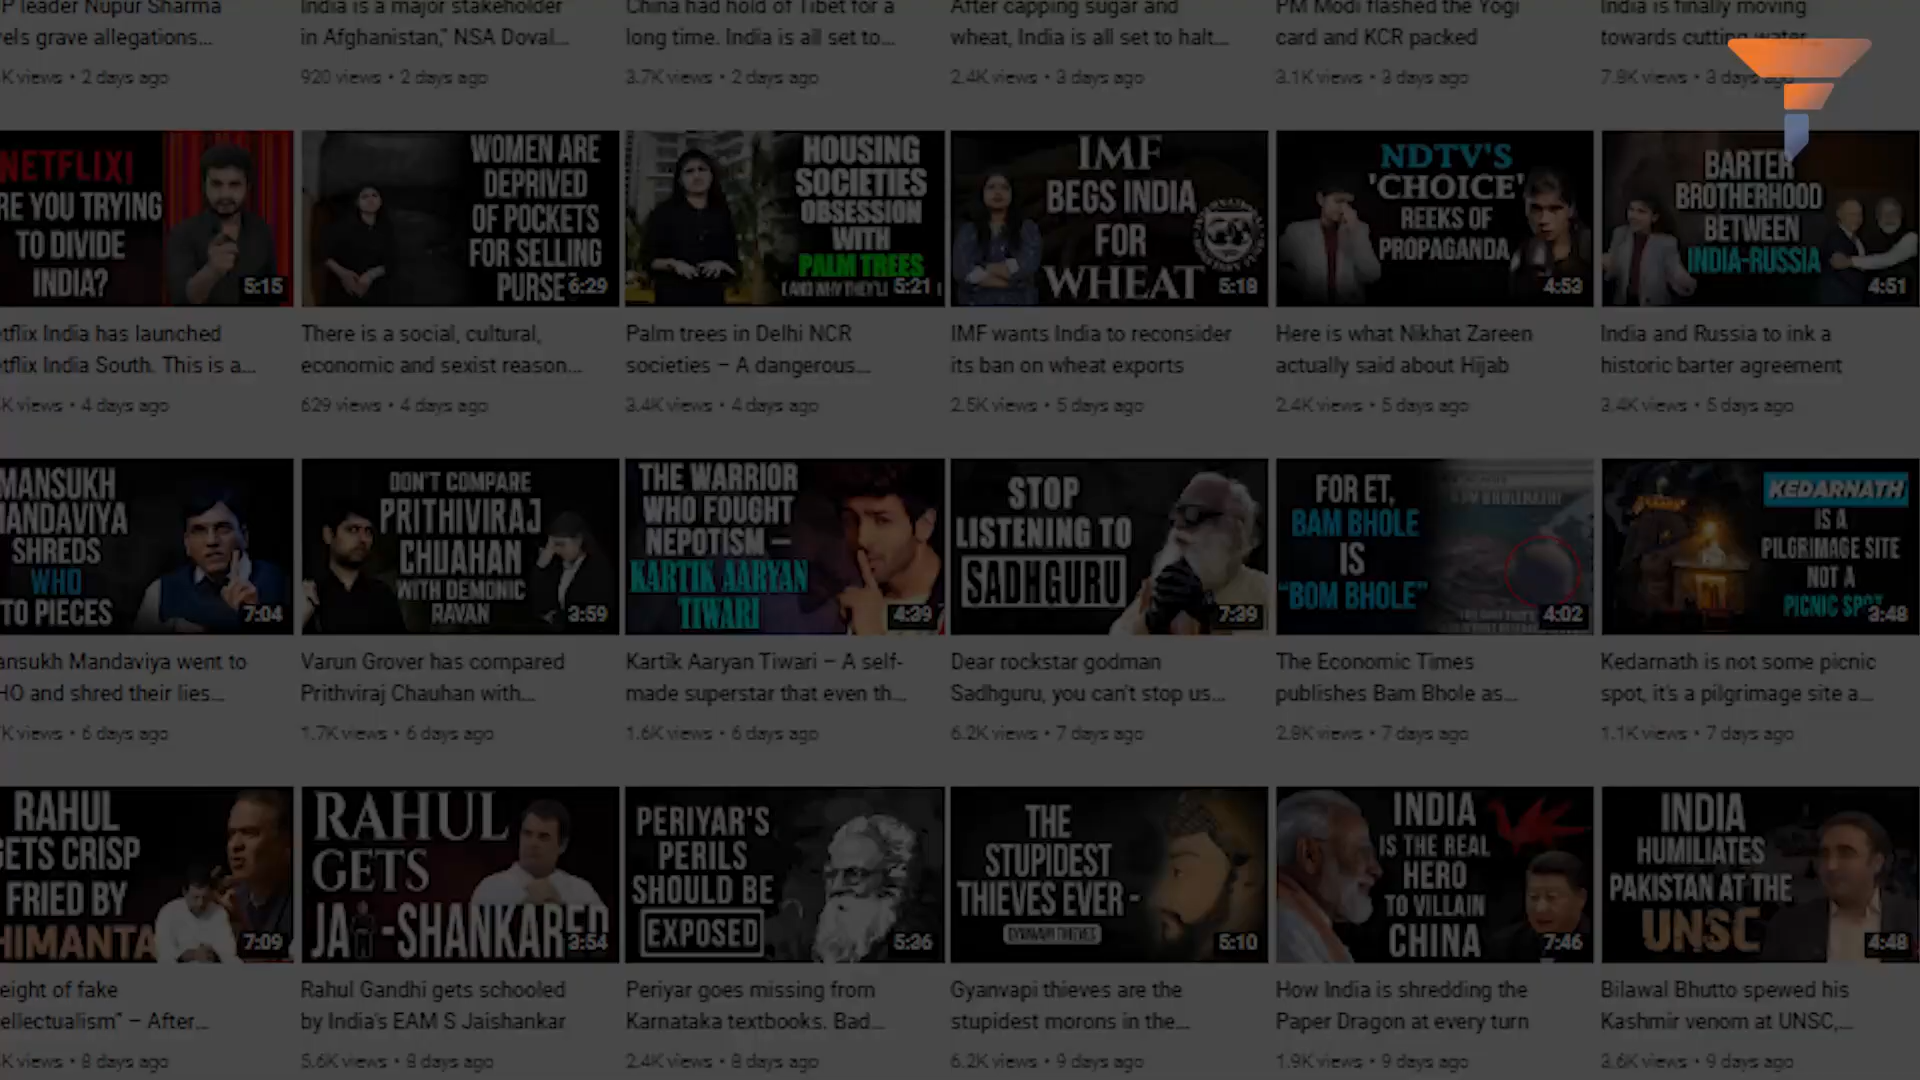 P leader Nupur Sharma
els grave allegations...
K views • 2 days ago
India is a major stakeholder
in Afghanistan," NSA Doval...
920 views • 2 days ago
China had hold of Tibet for a
long time. India is all set to...
3.7K views • 2 days ago
After capping sugar and
wheat, India is all set to halt...
2.4K views • 3 days ago
PM Modi flashed the Yogi
card and KCR packed
3.1K views • 3 days ago
India is finally moving
towards cutting water...
7.8K views • 3 days ago
NETFLIX!
RE YOU TRYING
TO DIVIDE
INDIA?
5:15
etflix India has launched
etflix India South. This is a...
K views • 4 days ago
WOMEN ARE
DEPRIVED
OF POCKETS
FOR SELLING
PURSE
6:29
There is a social, cultural,
economic and sexist reason...
629 views • 4 days ago
HOUSING
SOCIETIES
OBSESSION
WITH
PALM TREES
(AND WHY THEY'LL
5:21
Palm trees in Delhi NCR
societies – A dangerous...
3.4K views • 4 days ago
IMF
BEGS INDIA
FOR
WHEAT
5:18
IMF wants India to reconsider
its ban on wheat exports
2.5K views • 5 days ago
NDTV'S
'CHOICE'
REEKS OF
PROPAGANDA
4:53
Here is what Nikhat Zareen
actually said about Hijab
2.4K views • 5 days ago
BARTER
BROTHERHOOD
BETWEEN
INDIA-RUSSIA
4:51
India and Russia to ink a
historic barter agreement
3.4K views • 5 days ago
MANSUKH
MANDAVIYA
SHREDS
WHO
TO PIECES
7:04
ansukh Mandaviya went to
HO and shred their lies...
K views • 6 days ago
DON'T COMPARE
PRITHIVIRAJ
CHUAHAN
WITH DEMONIC
RAVAN
3:59
Varun Grover has compared
Prithviraj Chauhan with...
1.7K views • 6 days ago
THE WARRIOR
WHO FOUGHT
NEPOTISM –
KARTIK AARYAN
TIWARI
4:39
Kartik Aaryan Tiwari – A self-
made superstar that even th...
1.6K views • 6 days ago
STOP
LISTENING TO
SADHGURU
7:39
Dear rockstar godman
Sadhguru, you can't stop us...
6.2K views • 7 days ago
FOR ET,
BAM BHOLE
IS
"BOM BHOLE"
4:02
The Economic Times
publishes Bam Bhole as...
2.8K views • 7 days ago
KEDARNATH
IS A
PILGRIMAGE SITE
NOT A
PICNIC SPOT
3:48
Kedarnath is not some picnic
spot, it's a pilgrimage site a...
1.1K views • 7 days ago
RAHUL
GETS CRISP
FRIED BY
HIMANTA
7:09
eight of fake
ellectualism" – After...
K views • 8 days ago
RAHUL
GETS
JAI-SHANKARED
3:54
Rahul Gandhi gets schooled
by India's EAM S Jaishankar
5.6K views • 8 days ago
PERIYAR'S
PERILS
SHOULD BE
EXPOSED
5:36
Periyar goes missing from
Karnataka textbooks. Bad...
2.4K views • 8 days ago
THE
STUPIDEST
THIEVES EVER -
GYANVAPI THIEVES
5:10
Gyanvapi thieves are the
stupidest morons in the...
6.2K views • 9 days ago
INDIA
IS THE REAL
HERO
TO VILLAIN
CHINA
7:46
How India is shredding the
Paper Dragon at every turn
1.9K views • 9 days ago
INDIA
HUMILIATES
PAKISTAN AT THE
UNSC
4:48
Bilawal Bhutto spewed his
Kashmir venom at UNSC,...
3.6K views • 9 days ago